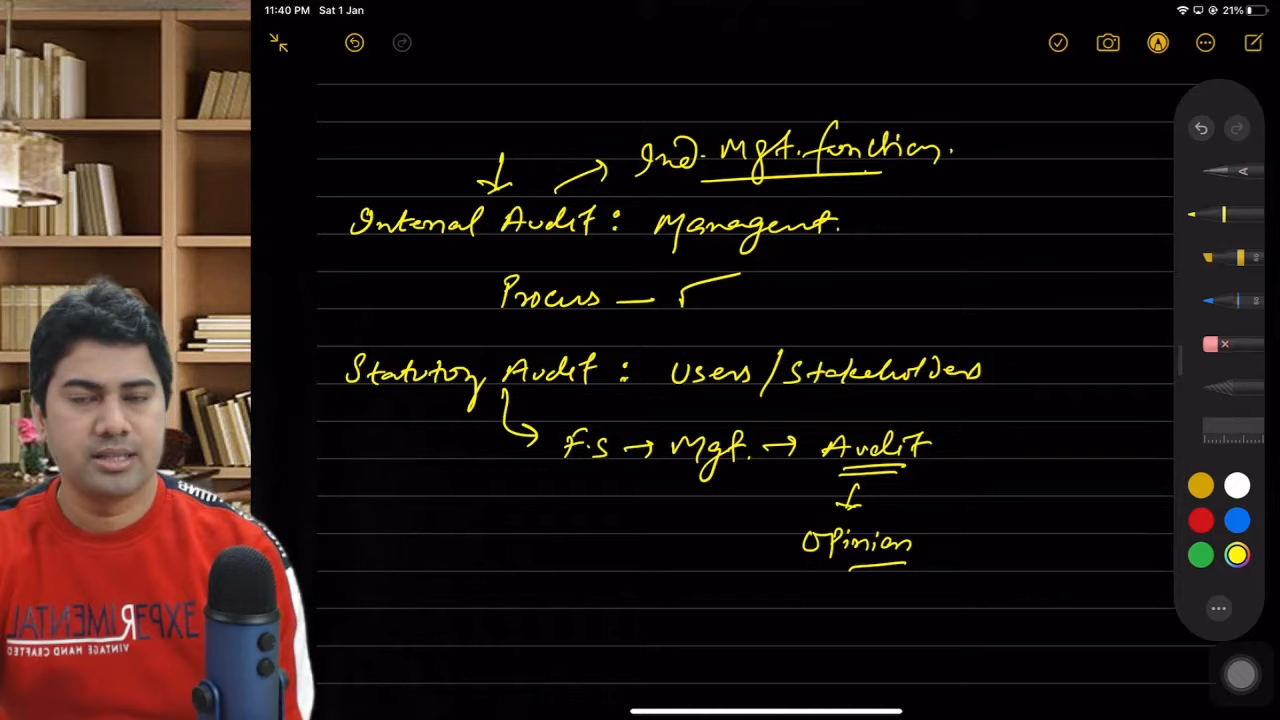 11:40 PM Sat 1 Jan
21%
Ind. Mgt. function.
Internal Audit : Managent.
Process —
Statutory Audit : Users / Stakeholders
F.S → Mgt. → Audit
↓
Opinion
EXPERIMENTAL
VINTAGE HAND CRAFTED